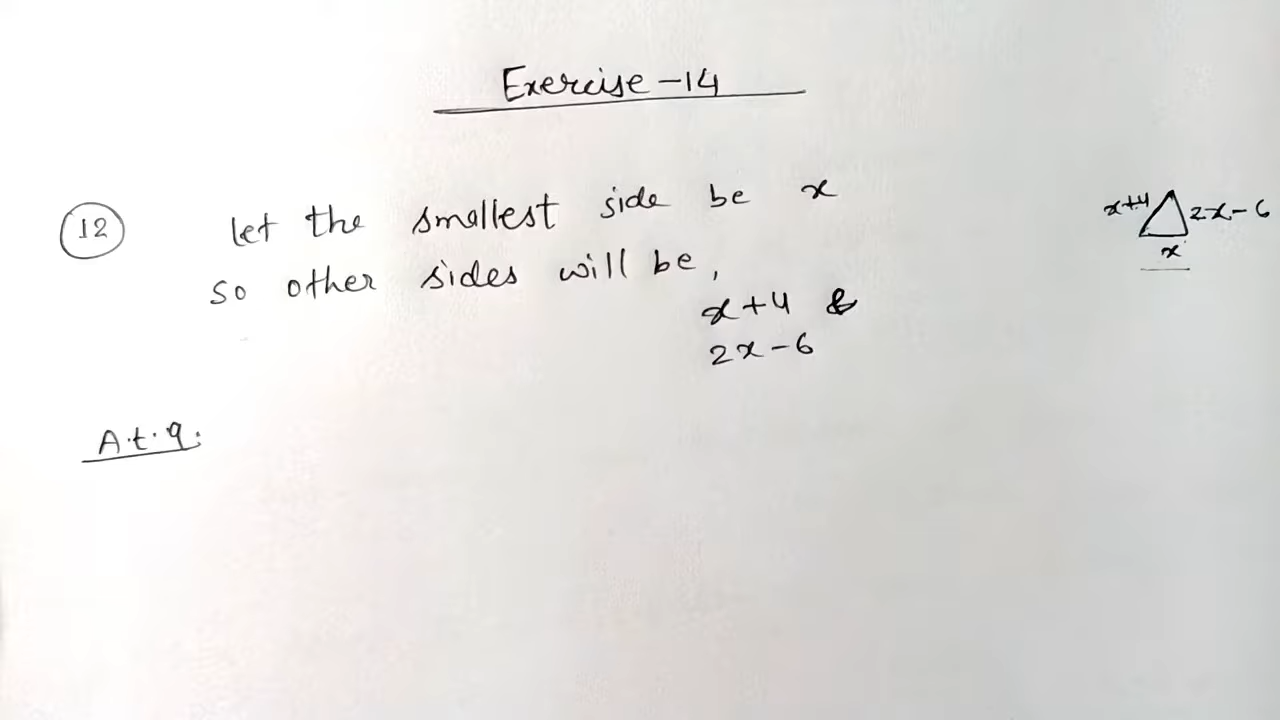 Exercise - 14
12 let the smallest side be x
so other sides will be,
x+4 &
2x-6
x+4 2x-6
x
A.t.q: